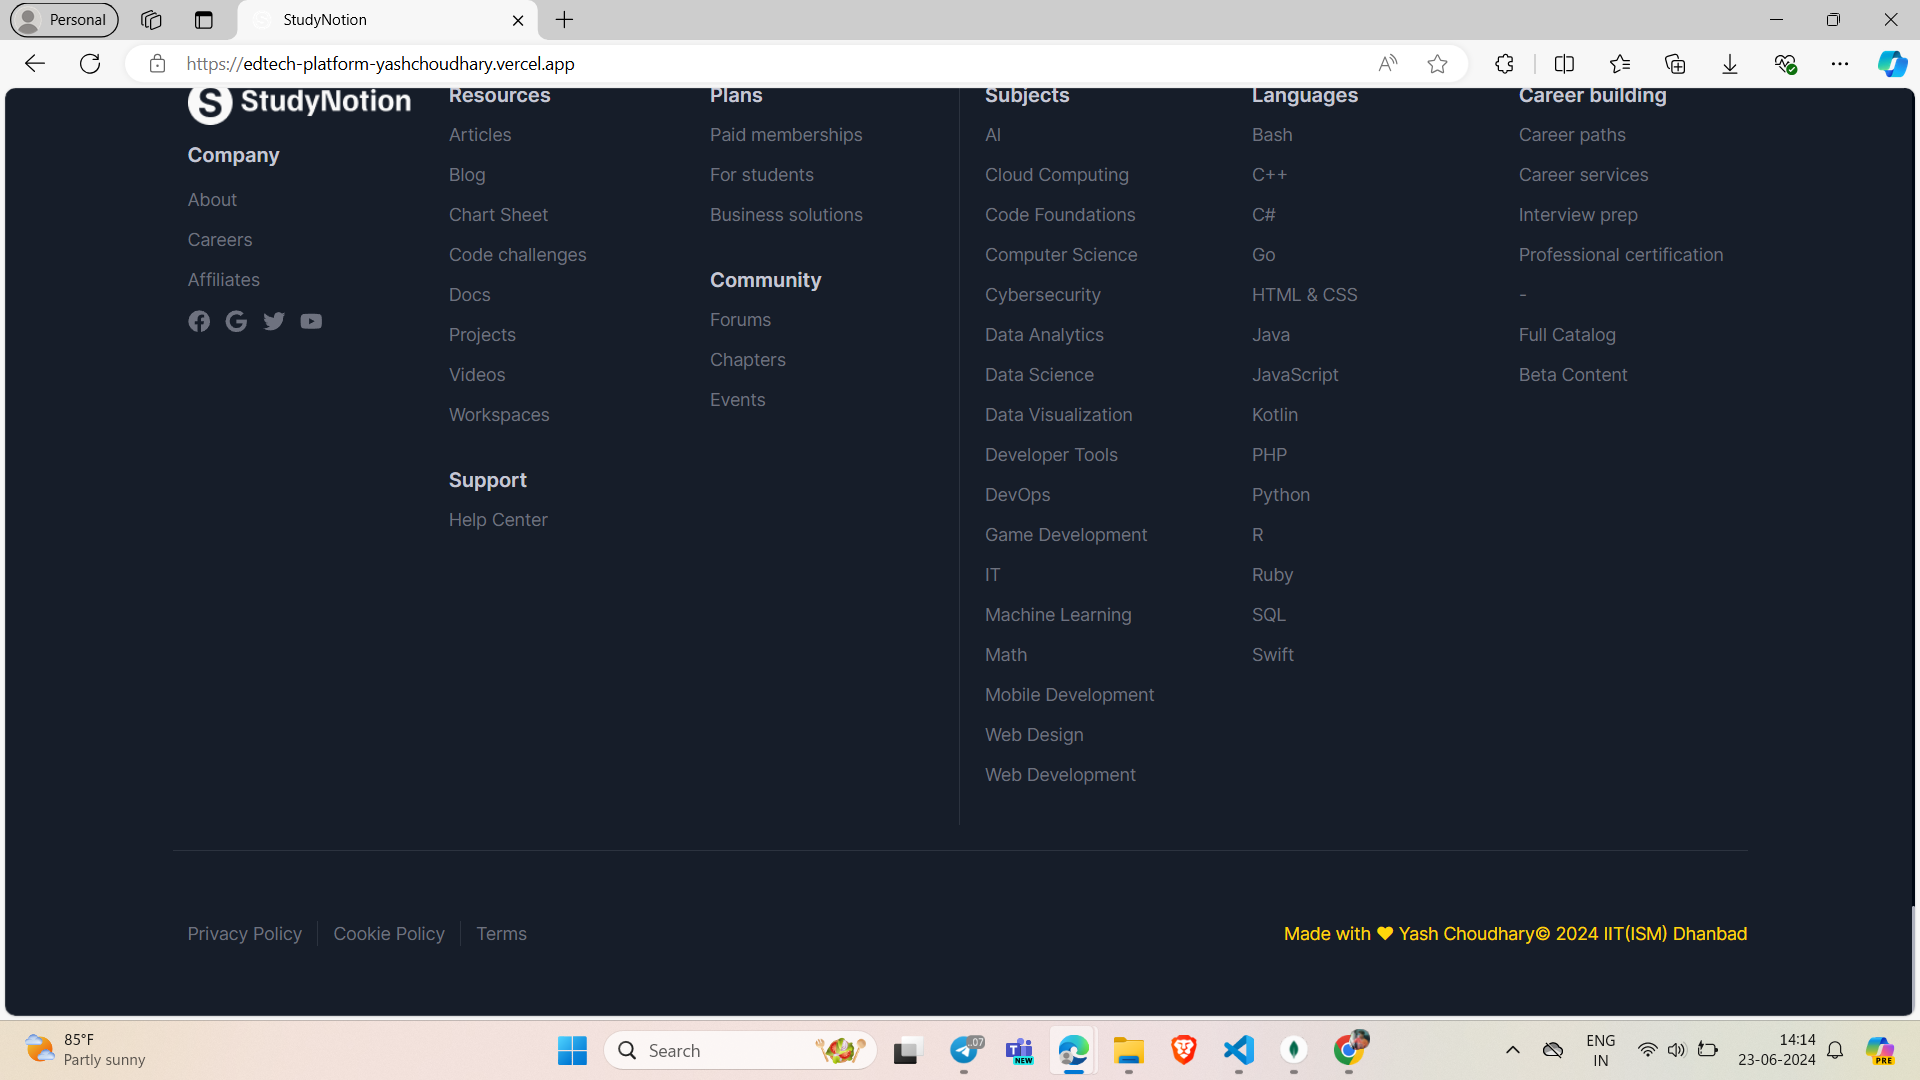 Personal
StudyNotion
https://edtech-platform-yashchoudhary.vercel.app
StudyNotion
Company
About
Careers
Affiliates
Resources
Articles
Blog
Chart Sheet
Code challenges
Docs
Projects
Videos
Workspaces
Support
Help Center
Plans
Paid memberships
For students
Business solutions
Community
Forums
Chapters
Events
Subjects
AI
Cloud Computing
Code Foundations
Computer Science
Cybersecurity
Data Analytics
Data Science
Data Visualization
Developer Tools
DevOps
Game Development
IT
Machine Learning
Math
Mobile Development
Web Design
Web Development
Languages
Bash
C++
C#
Go
HTML & CSS
Java
JavaScript
Kotlin
PHP
Python
R
Ruby
SQL
Swift
Career building
Career paths
Career services
Interview prep
Professional certification
-
Full Catalog
Beta Content
Privacy Policy
Cookie Policy
Terms
Made with ❤ Yash Choudhary© 2024 IIT(ISM) Dhanbad
85°F
Partly sunny
Search
..07
NEW
ENG
IN
14:14
23-06-2024
PRE